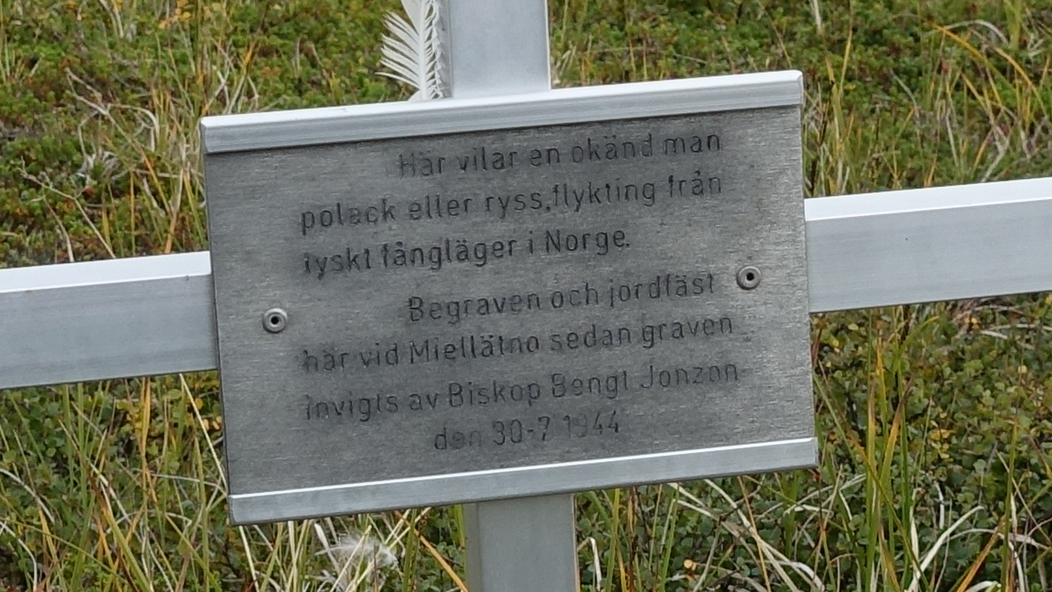 Här vilar en okänd man
polack eller ryss,flykting från
tyskt fångläger i Norge.
Begraven och jordfäst
här vid Miellätno sedan graven
invigts av Biskop Bengt Jonzon
den 30-7 1944